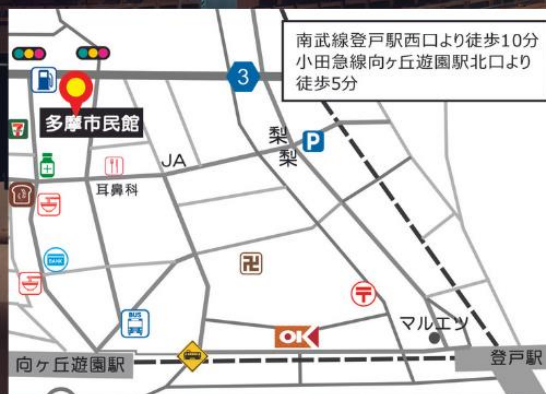 南武線登戸駅西口より徒歩10分
小田急線向ヶ丘遊園駅北口より
徒歩5分
3
多摩市民館
梨
梨
P
7
JA
耳鼻科
BANK
BUS
OK
マルエツ
向ヶ丘遊園駅
登戸駅